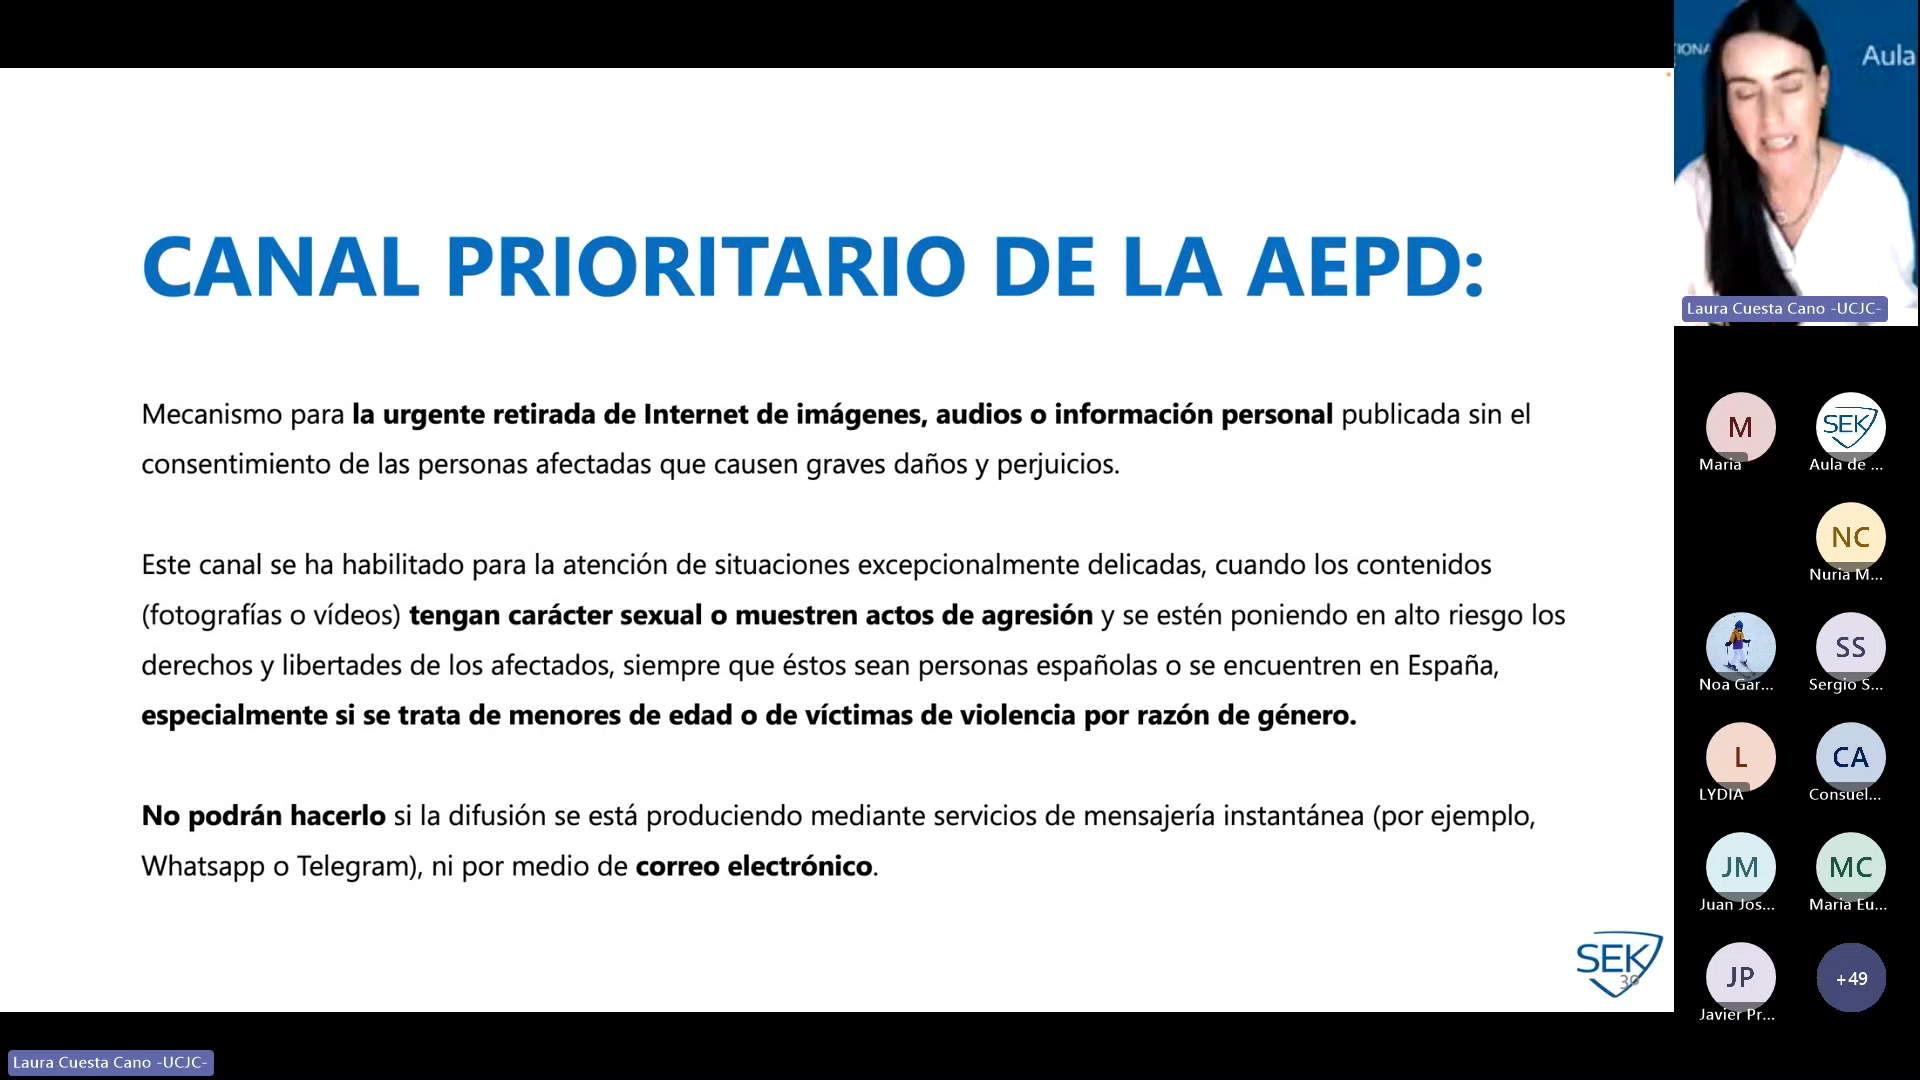 CANAL PRIORITARIO DE LA AEPD:
Mecanismo para la urgente retirada de Internet de imágenes, audios o información personal publicada sin el
consentimiento de las personas afectadas que causen graves daños y perjuicios.
Este canal se ha habilitado para la atención de situaciones excepcionalmente delicadas, cuando los contenidos
(fotografías o vídeos) tengan carácter sexual o muestren actos de agresión y se estén poniendo en alto riesgo los
derechos y libertades de los afectados, siempre que éstos sean personas españolas o se encuentren en España,
especialmente si se trata de menores de edad o de víctimas de violencia por razón de género.
No podrán hacerlo si la difusión se está produciendo mediante servicios de mensajería instantánea (por ejemplo,
Whatsapp o Telegram), ni por medio de correo electrónico.
SEK
Laura Cuesta Cano -UCJC-
Aula
Laura Cuesta Cano -UCJC-
M
Maria
SEK
Aula de ...
NC
Nuria M...
Noa Gar...
SS
Sergio S...
L
LYDIA
CA
Consuel...
JM
Juan Jos...
MC
Maria Eu...
JP
Javier Pr...
+49